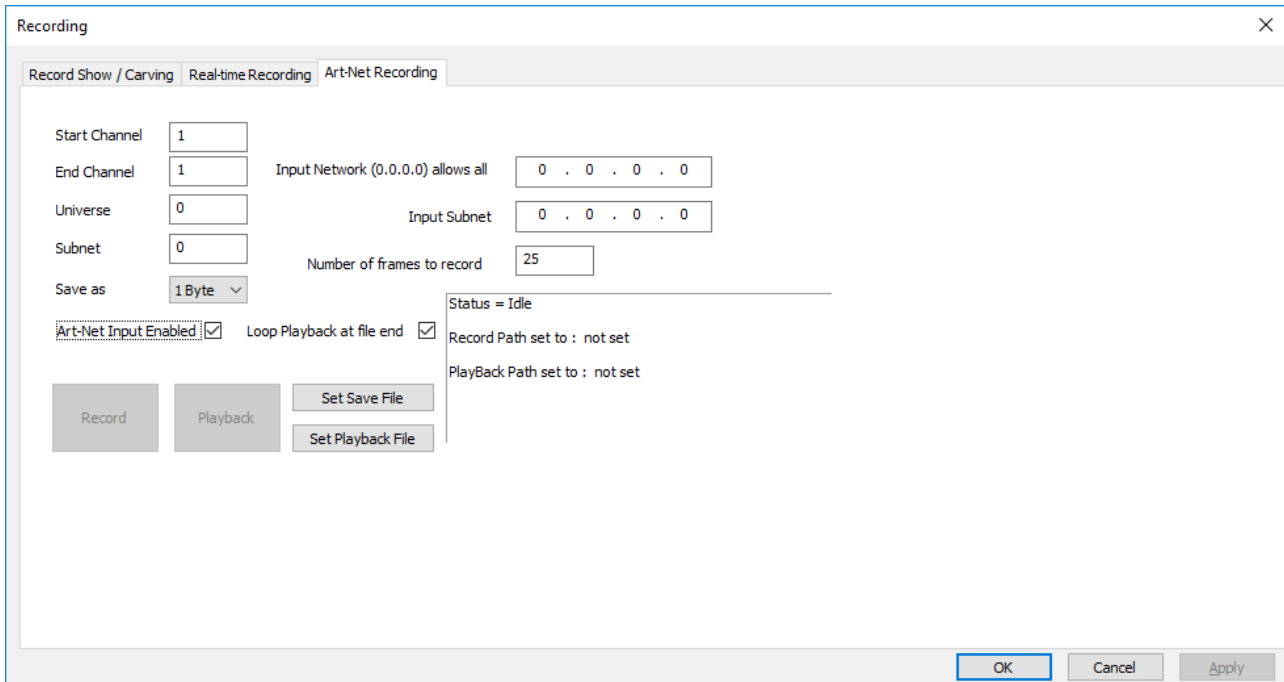 Recording
Record Show / Carving Real-time Recording Art-Net Recording
Start Channel 1
End Channel 1 Input Network (0.0.0.0) allows all 0 . 0 . 0 . 0
Universe 0 Input Subnet 0 . 0 . 0 . 0
Subnet 0
Number of frames to record 25
Save as 1 Byte
Status = Idle
Art-Net Input Enabled Loop Playback at file end
Record Path set to : not set
PlayBack Path set to : not set
Record Playback Set Save File
Set Playback File
OK Cancel Apply